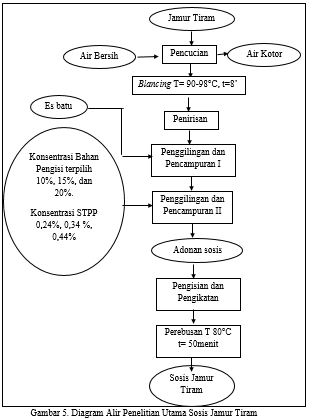 Jamur Tiram
Air Bersih
Pencucian
Air Kotor
Blancing T= 90-98°C, t=8'
Es batu
Penirisan
Konsentrasi Bahan
Pengisi terpilih
10%, 15%, dan
20%.
Konsentrasi STPP
0,24%, 0,34 %,
0,44%
Penggilingan dan
Pencampuran I
Penggilingan dan
Pencampuran II
Adonan sosis
Pengisian dan
Pengikatan
Perebusan T 80°C
t= 50menit
Sosis Jamur
Tiram
Gambar 5. Diagram Alir Penelitian Utama Sosis Jamur Tiram